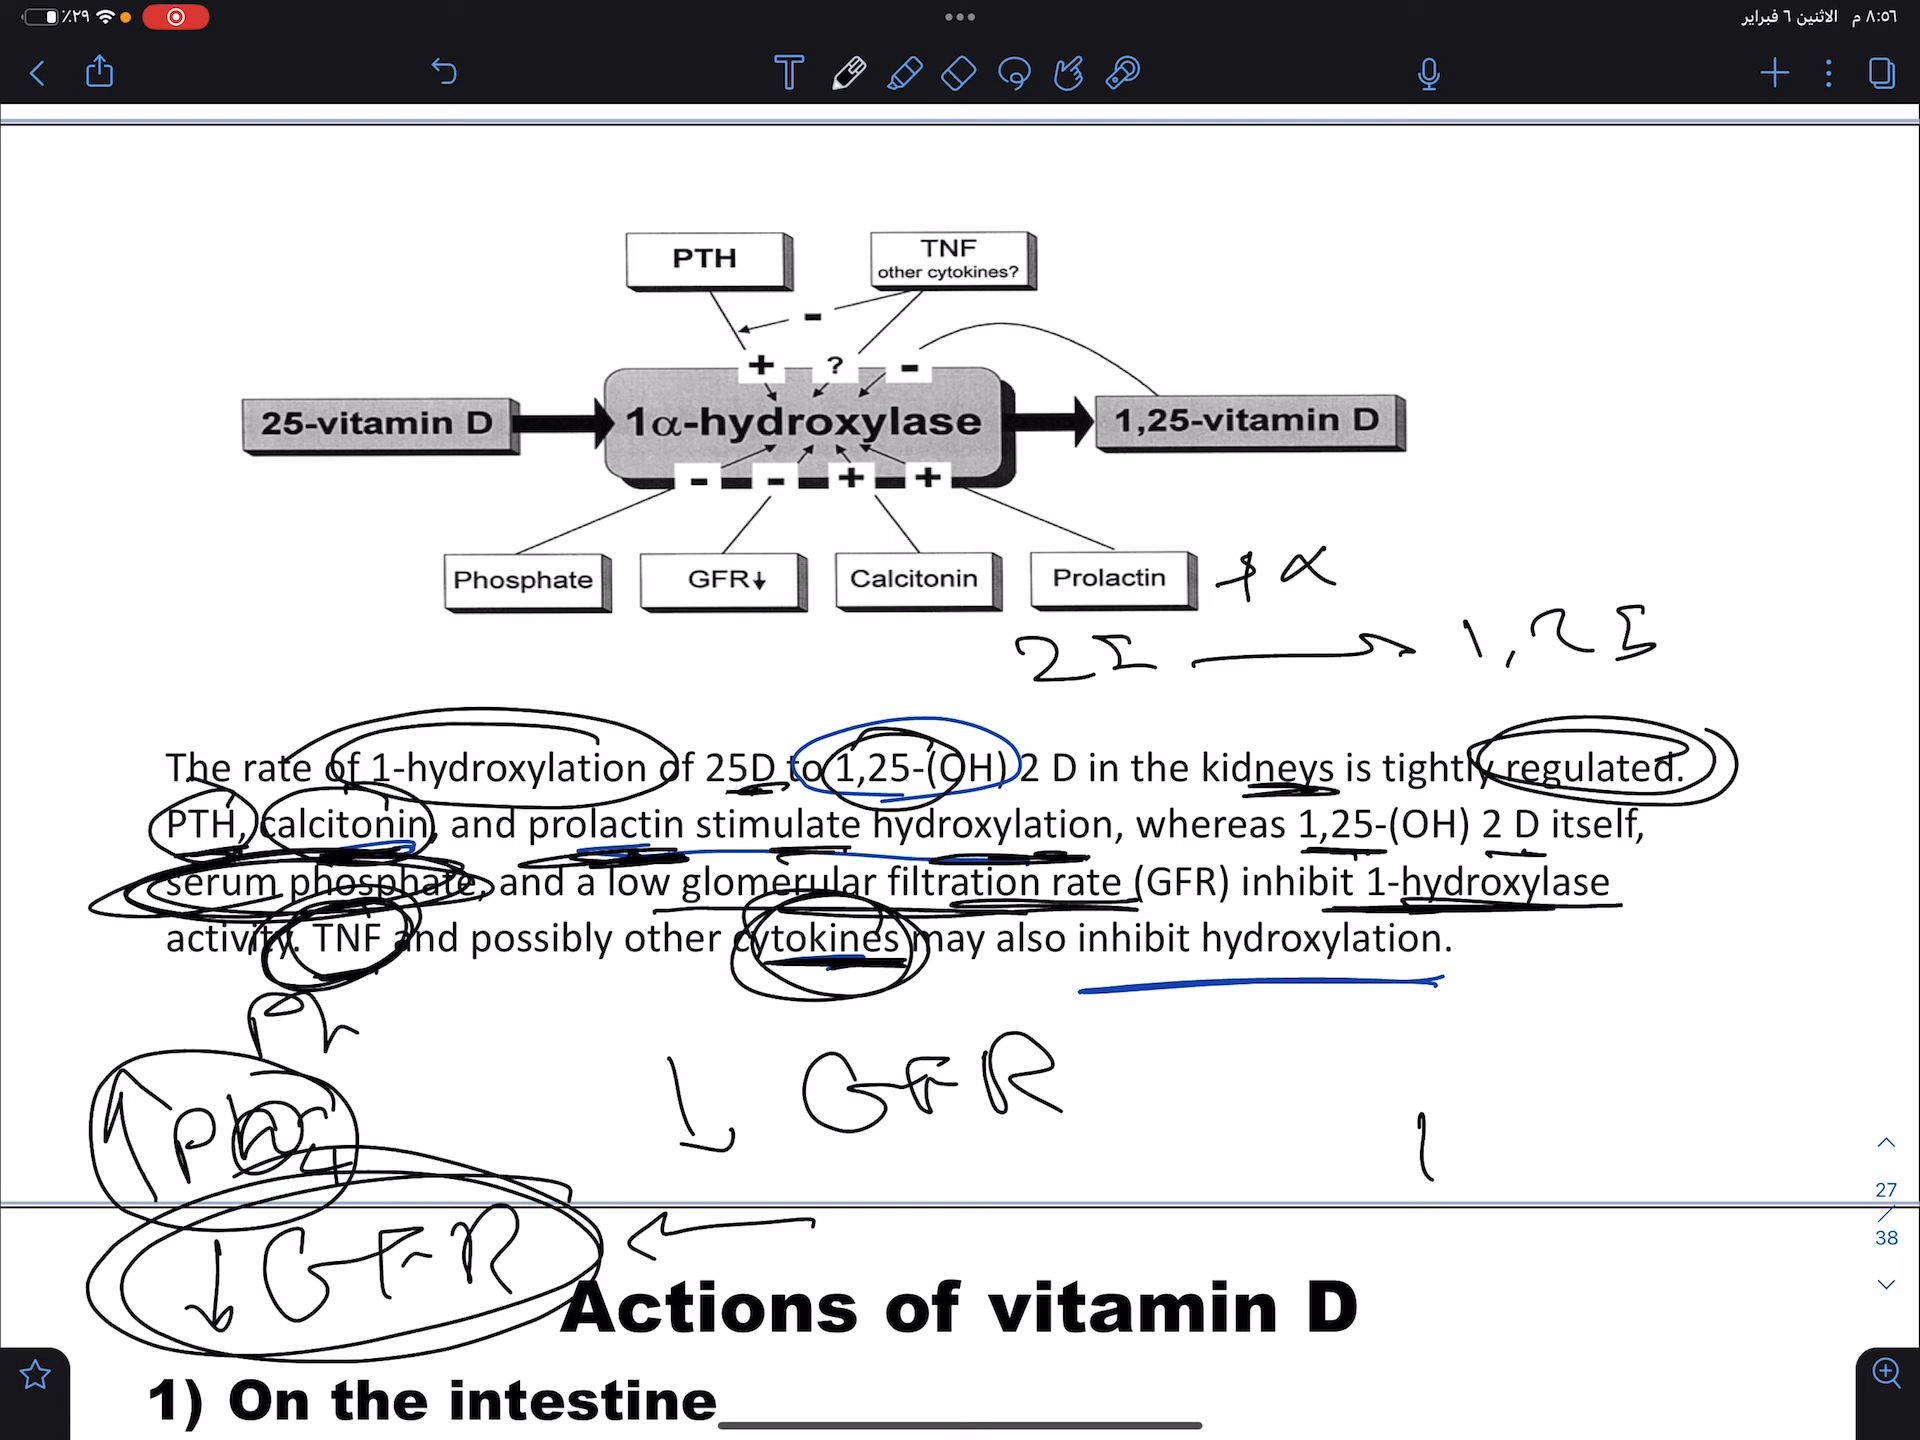 ٪٢٩
٨:٥٦ م الاثنين ٦ فبراير
PTH
TNF
other cytokines?
-
+ ? -
25-vitamin D
1α-hydroxylase
1,25-vitamin D
- - + +
Phosphate
GFR↓
Calcitonin
Prolactin
α
25 → 1,25
The rate of 1-hydroxylation of 25D to 1,25-(OH) 2 D in the kidneys is tightly regulated.
PTH, calcitonin, and prolactin stimulate hydroxylation, whereas 1,25-(OH) 2 D itself,
serum phosphate, and a low glomerular filtration rate (GFR) inhibit 1-hydroxylase
activity. TNF and possibly other cytokines may also inhibit hydroxylation.
↓ GFR
↓ GFR ←
27
/
38
Actions of vitamin D
1) On the intestine